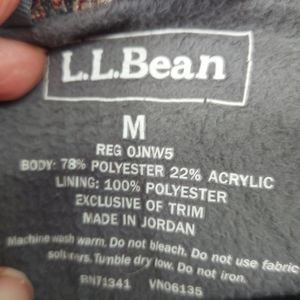 L.L.Bean
M
REG 0JNW5
BODY: 78% POLYESTER 22% ACRYLIC
LINING: 100% POLYESTER
EXCLUSIVE OF TRIM
MADE IN JORDAN
Machine wash warm. Do not bleach. Do not use fabric
softeners. Tumble dry low. Do not iron.
RN71341 VN06135